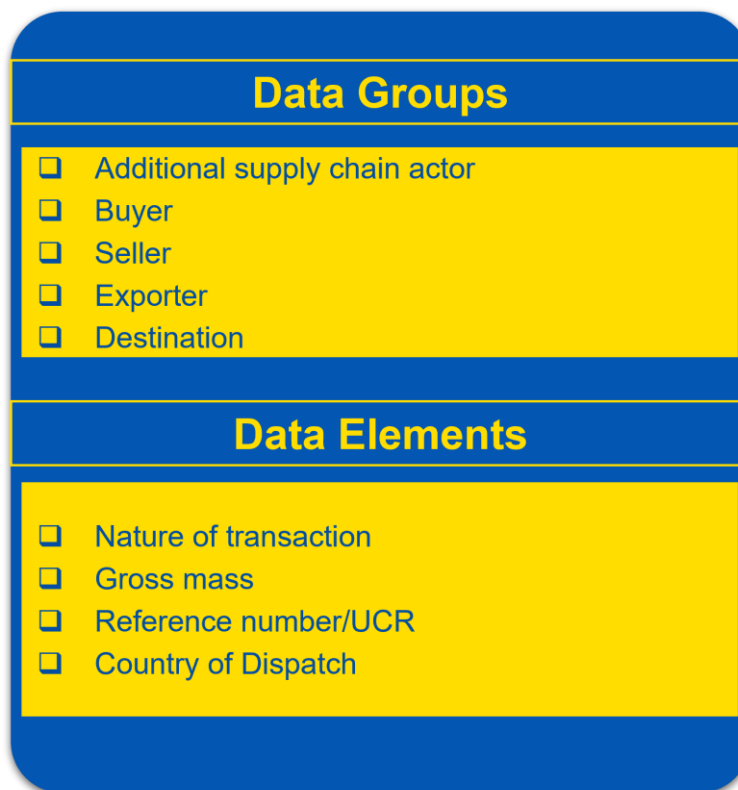 Data Groups
❑ Additional supply chain actor
❑ Buyer
❑ Seller
❑ Exporter
❑ Destination
Data Elements
❑ Nature of transaction
❑ Gross mass
❑ Reference number/UCR
❑ Country of Dispatch